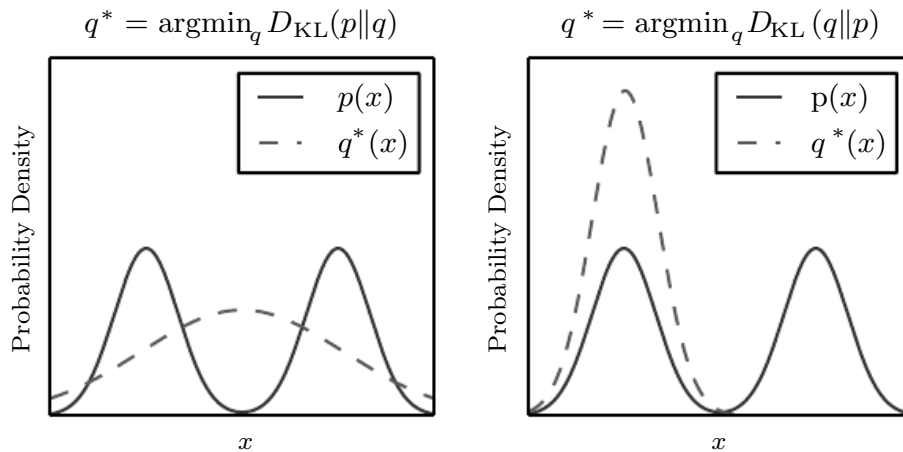 q* = argmin_q D_KL(p‖q)
p(x)
q*(x)
Probability Density
x
q* = argmin_q D_KL (q‖p)
p(x)
q*(x)
Probability Density
x